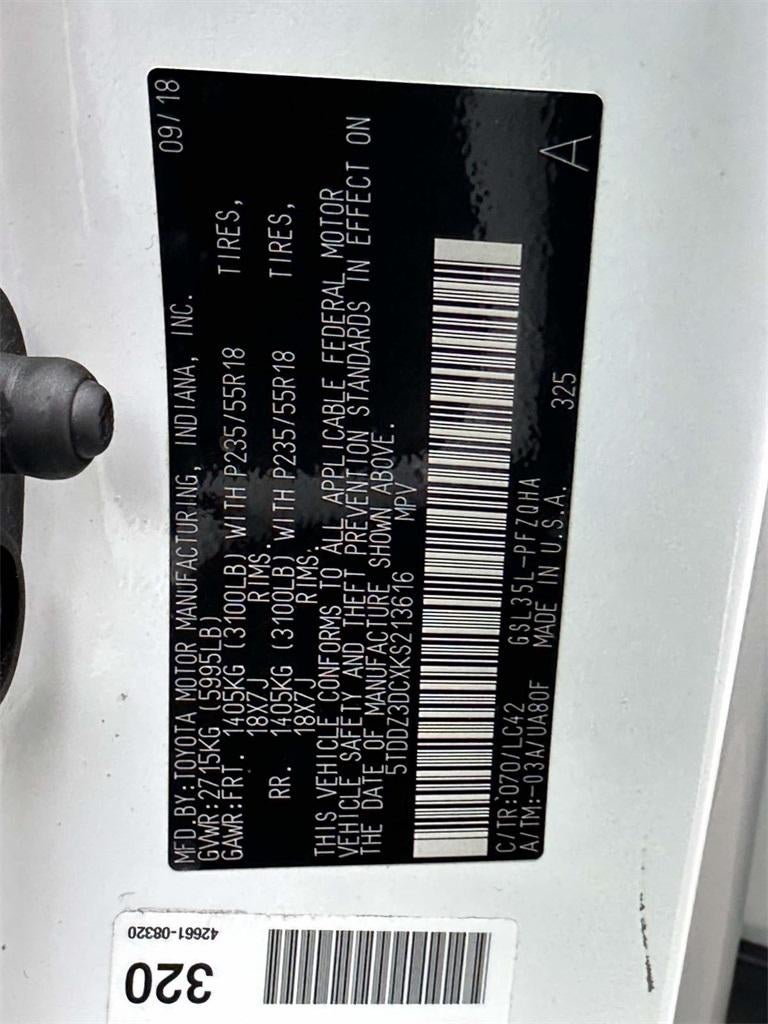 09/18
MFD.BY:TOYOTA MOTOR MANUFACTURING, INDIANA, INC.
GVWR:2715KG (5995LB)
GAWR:FRT. 1405KG (3100LB) WITH P235/55R18 TIRES,
18X7J RIMS.
RR. 1405KG (3100LB) WITH P235/55R18 TIRES,
18X7J RIMS.
THIS VEHICLE CONFORMS TO ALL APPLICABLE FEDERAL MOTOR
VEHICLE SAFETY AND THEFT PREVENTION STANDARDS IN EFFECT ON
THE DATE OF MANUFACTURE SHOWN ABOVE.
5TDDZ3DCXKS213616 MPV
C/TR:070/LC42 GSL35L-PFZQHA
A/TM:-03A/UA80F MADE IN U.S.A. 325
A
42661-08320
320